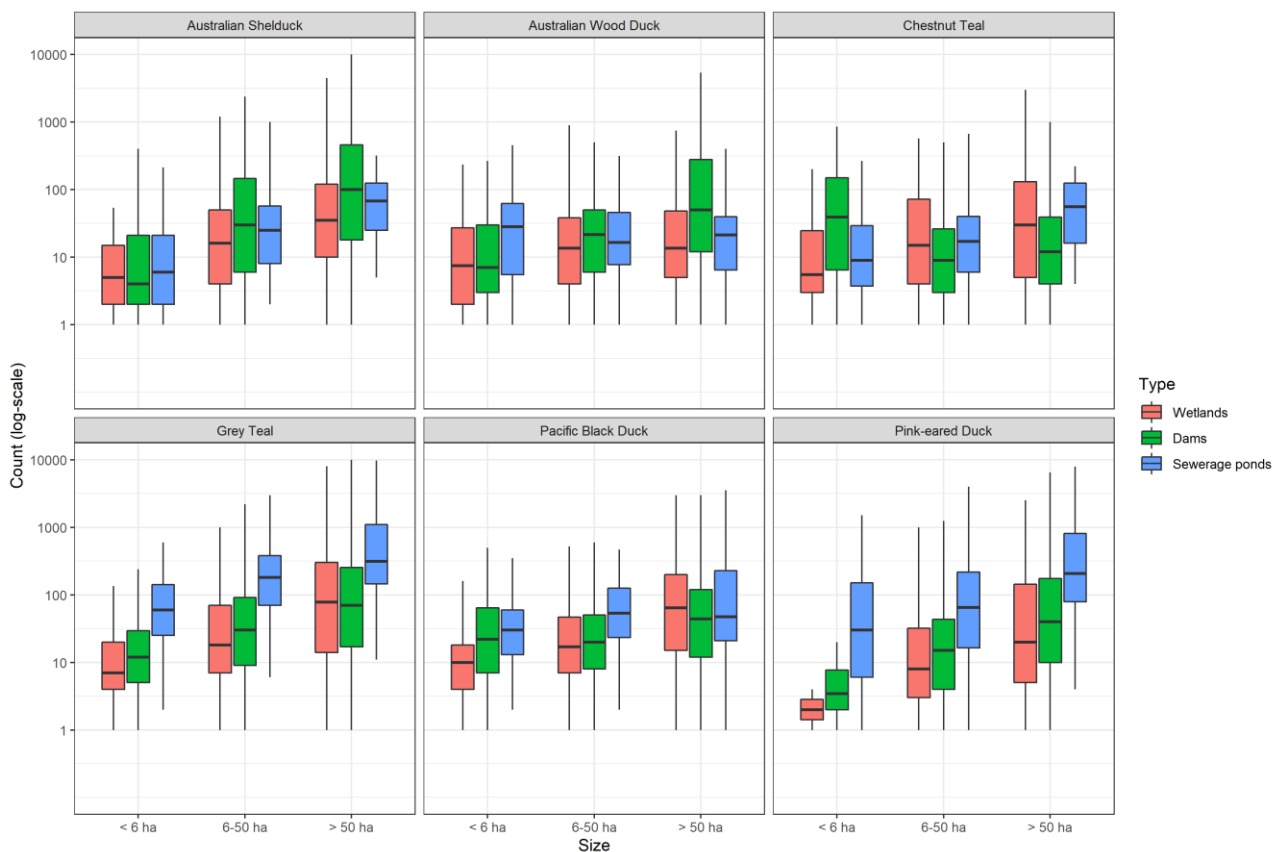 Australian Shelduck
Australian Wood Duck
Chestnut Teal
10000
1000
100
10
1
Grey Teal
Pacific Black Duck
Pink-eared Duck
10000
1000
100
10
1
< 6 ha
6-50 ha
> 50 ha
< 6 ha
6-50 ha
> 50 ha
< 6 ha
6-50 ha
> 50 ha
Size
Count (log-scale)
Type
Wetlands
Dams
Sewerage ponds